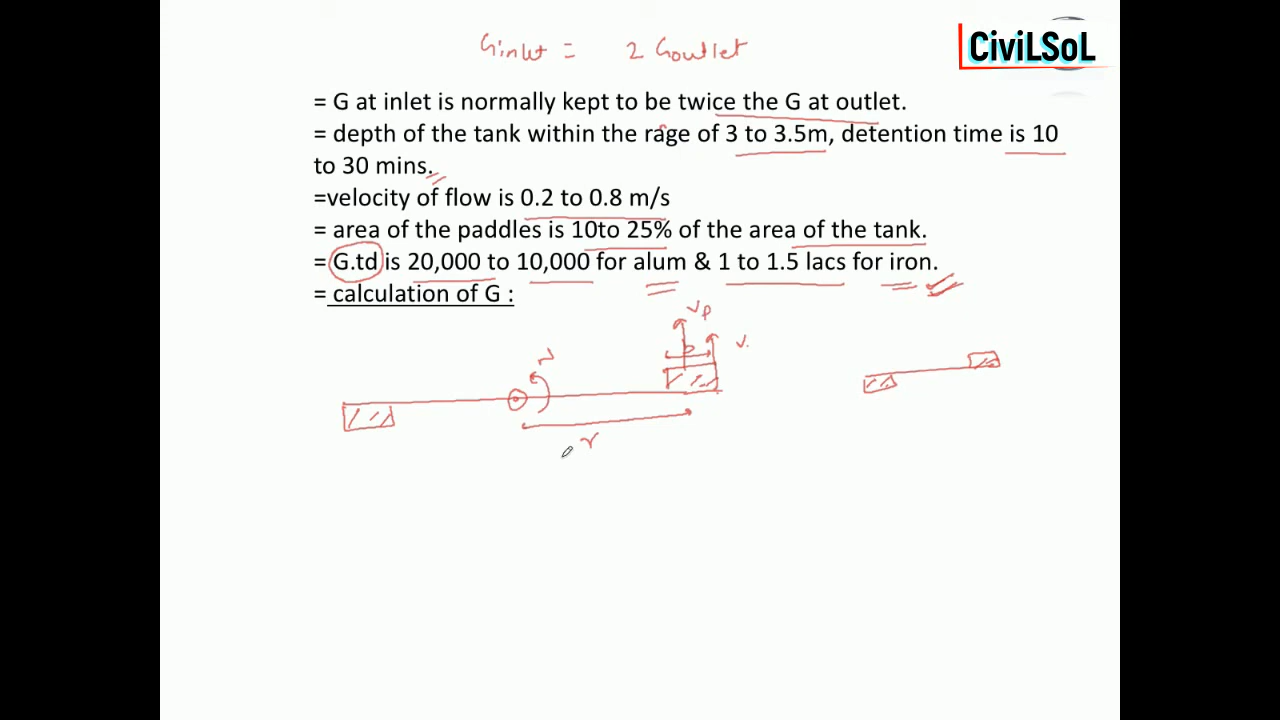 Ginlet = 2 Goutlet
CiviLSoL
= G at inlet is normally kept to be twice the G at outlet.
= depth of the tank within the rage of 3 to 3.5m, detention time is 10
to 30 mins.
=velocity of flow is 0.2 to 0.8 m/s
= area of the paddles is 10to 25% of the area of the tank.
= G.td is 20,000 to 10,000 for alum & 1 to 1.5 lacs for iron.
= calculation of G :
Vp
b
V.
N
r